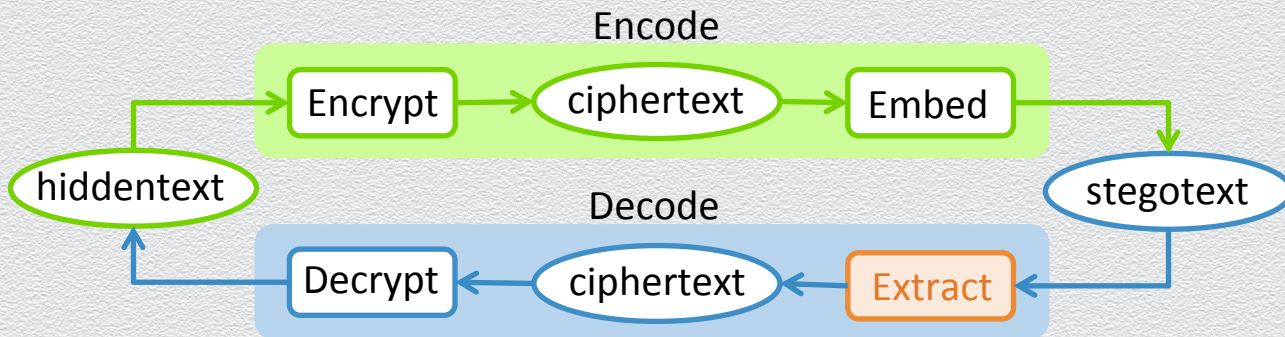 Encode
Encrypt ciphertext Embed
hiddentext stegotext
Decode
Decrypt ciphertext Extract